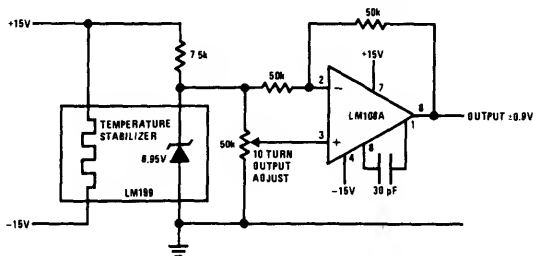 +15V
50k
7 5k
+15V
50k
2
7
TEMPERATURE
STABILIZER
6.95V
LM199
50k
10 TURN
OUTPUT
ADJUST
3
LM108A
6
OUTPUT ±6.9V
1
8
4
30 pF
-15V
-15V